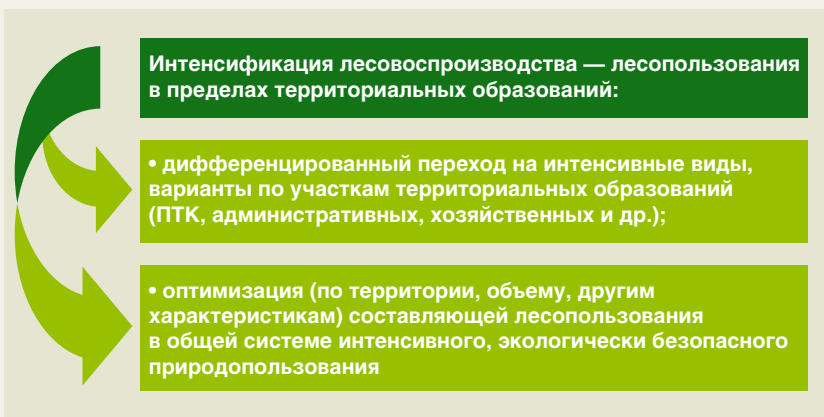 Интенсификация лесовоспроизводства — лесопользования
в пределах территориальных образований:
• дифференцированный переход на интенсивные виды,
варианты по участкам территориальных образований
(ПТК, административных, хозяйственных и др.);
• оптимизация (по территории, объему, другим
характеристикам) составляющей лесопользования
в общей системе интенсивного, экологически безопасного
природопользования